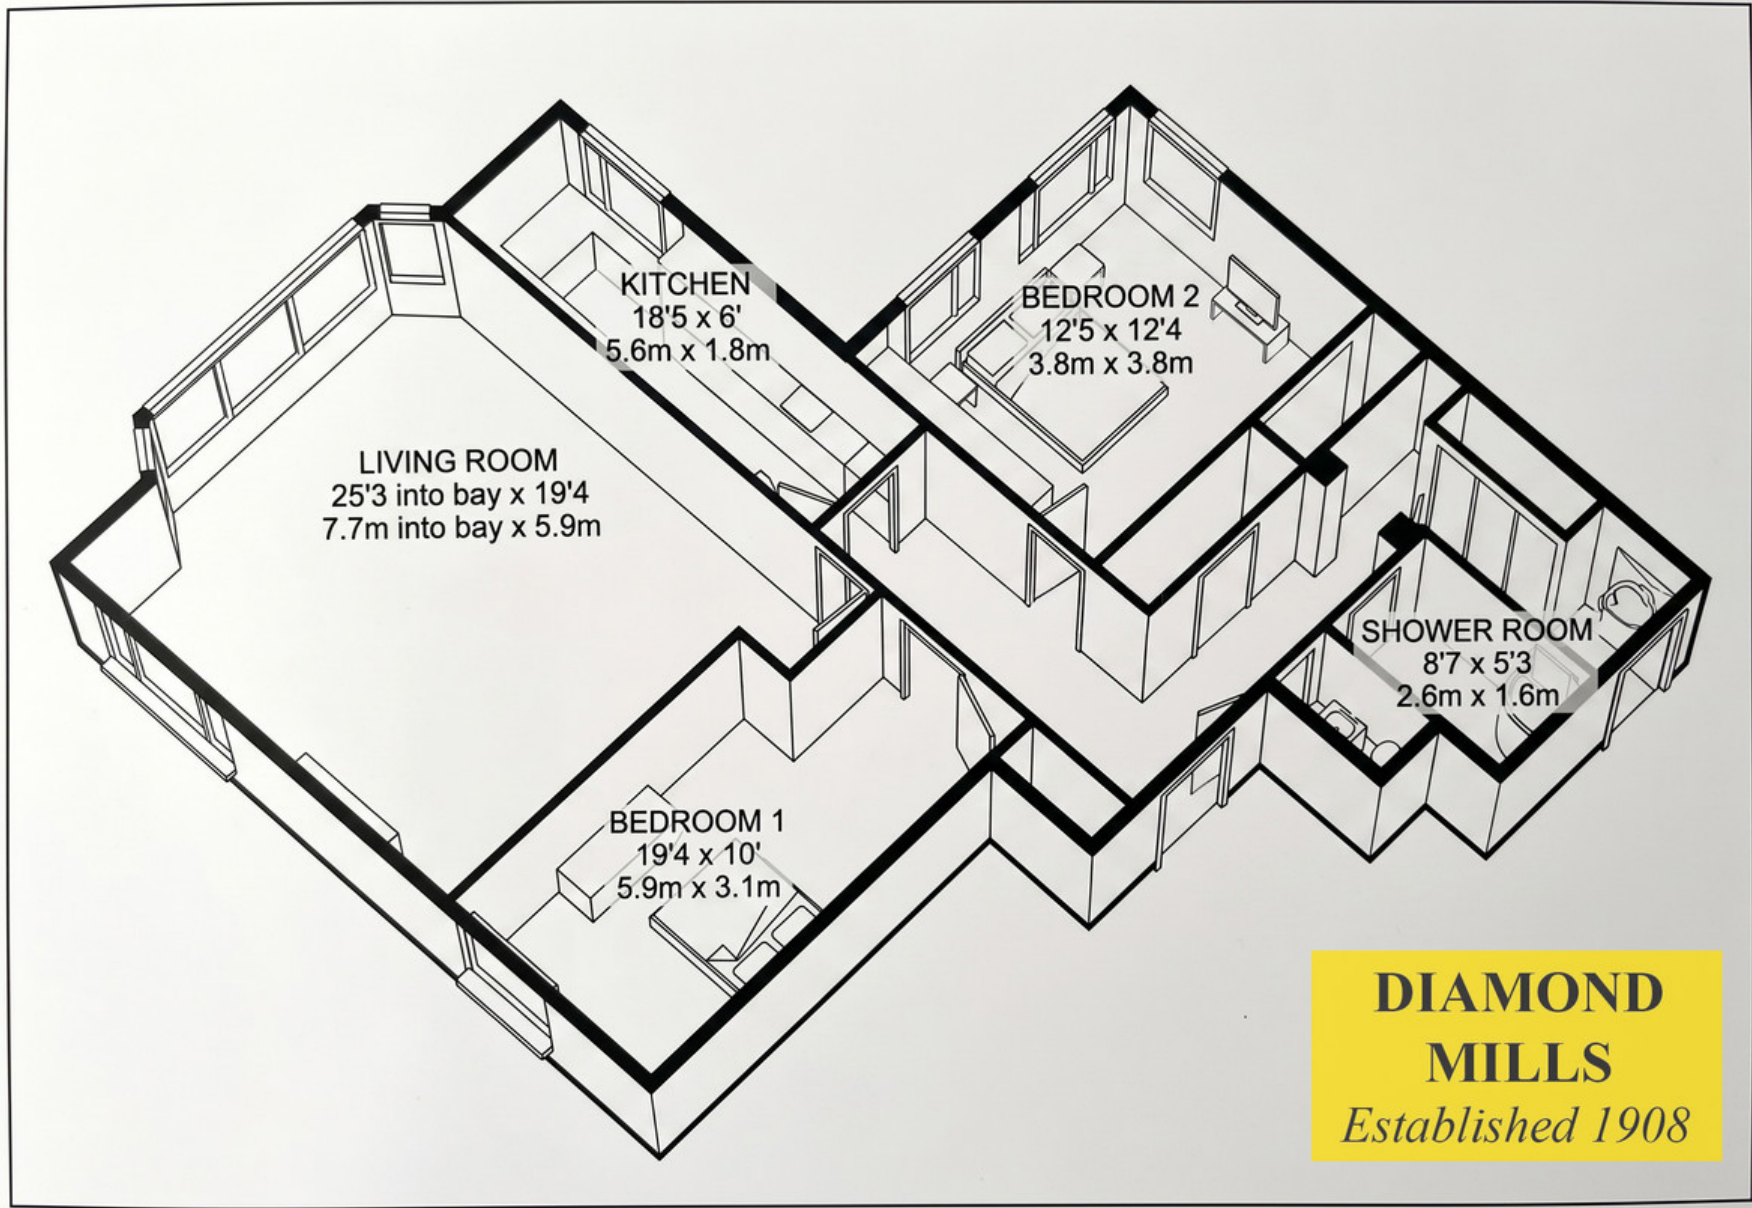 KITCHEN
18'5 x 6'
5.6m x 1.8m
BEDROOM 2
12'5 x 12'4
3.8m x 3.8m
LIVING ROOM
25'3 into bay x 19'4
7.7m into bay x 5.9m
SHOWER ROOM
8'7 x 5'3
2.6m x 1.6m
BEDROOM 1
19'4 x 10'
5.9m x 3.1m
DIAMOND
MILLS
Established 1908